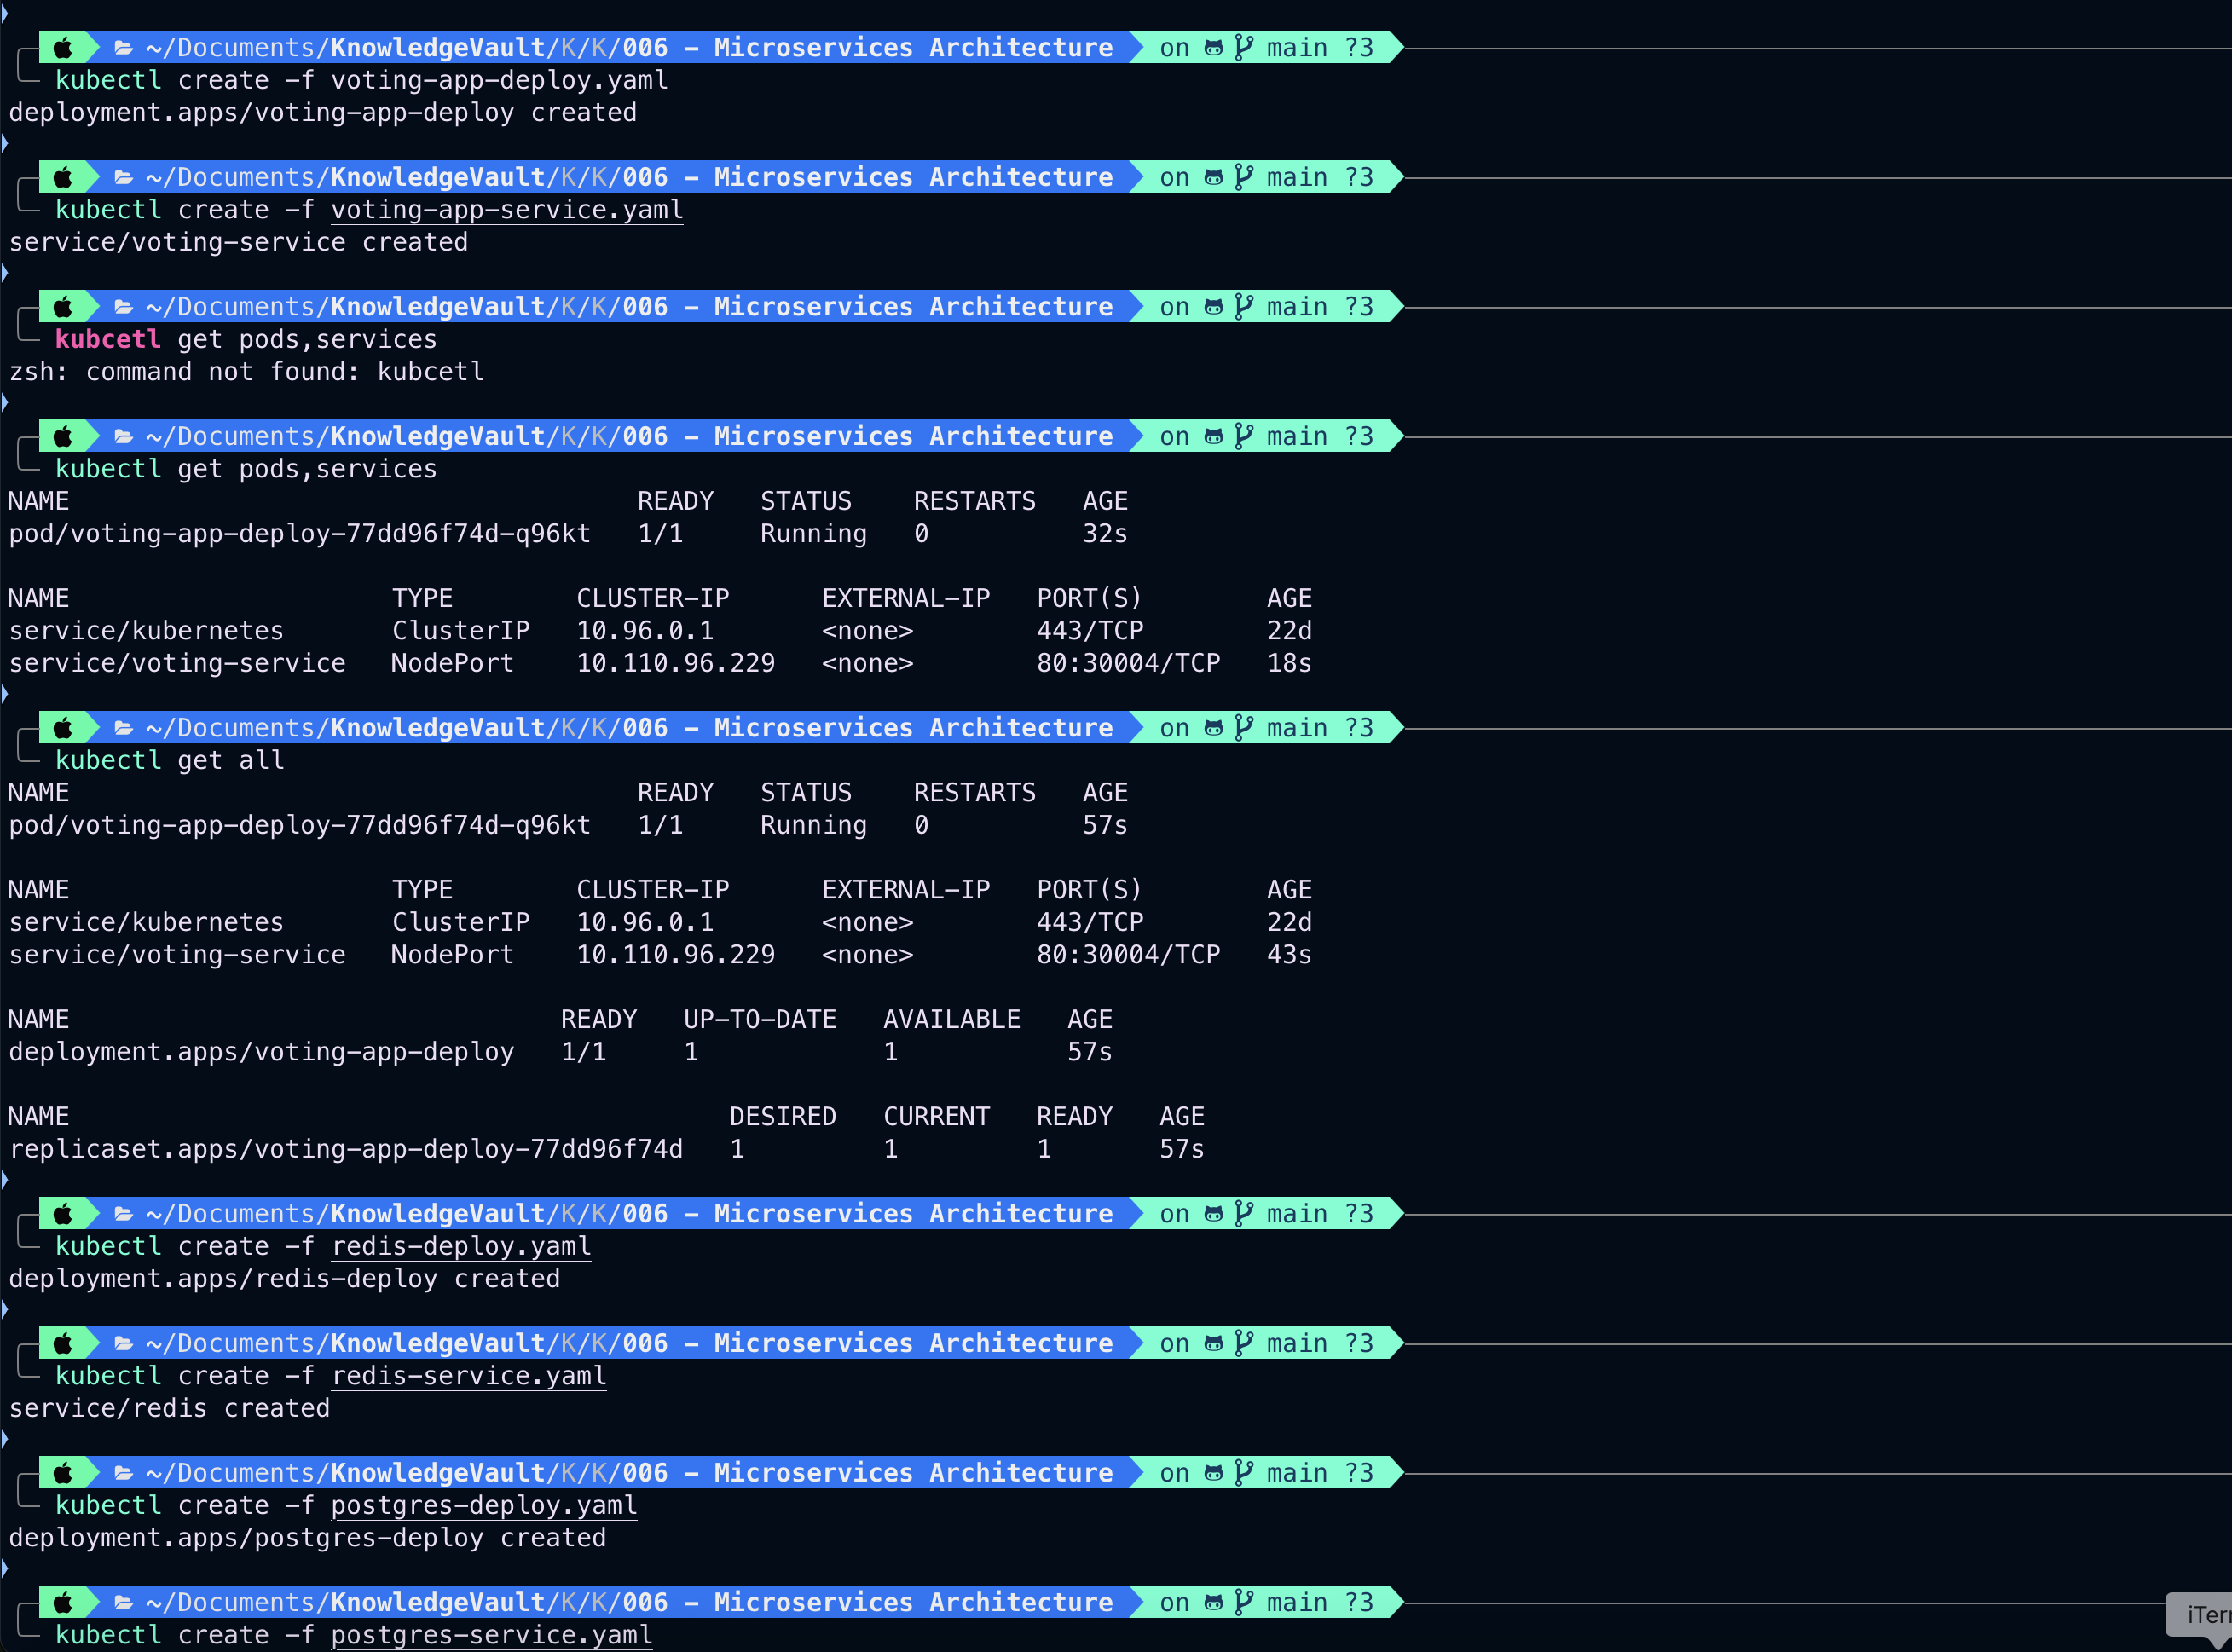 ~/Documents/KnowledgeVault/K/K/006 – Microservices Architecture on main ?3
kubectl create -f voting-app-deploy.yaml
deployment.apps/voting-app-deploy created
~/Documents/KnowledgeVault/K/K/006 – Microservices Architecture on main ?3
kubectl create -f voting-app-service.yaml
service/voting-service created
~/Documents/KnowledgeVault/K/K/006 – Microservices Architecture on main ?3
kubcetl get pods,services
zsh: command not found: kubcetl
~/Documents/KnowledgeVault/K/K/006 – Microservices Architecture on main ?3
kubectl get pods,services
NAME READY STATUS RESTARTS AGE
pod/voting-app-deploy-77dd96f74d-q96kt 1/1 Running 0 32s
NAME TYPE CLUSTER-IP EXTERNAL-IP PORT(S) AGE
service/kubernetes ClusterIP 10.96.0.1 <none> 443/TCP 22d
service/voting-service NodePort 10.110.96.229 <none> 80:30004/TCP 18s
~/Documents/KnowledgeVault/K/K/006 – Microservices Architecture on main ?3
kubectl get all
NAME READY STATUS RESTARTS AGE
pod/voting-app-deploy-77dd96f74d-q96kt 1/1 Running 0 57s
NAME TYPE CLUSTER-IP EXTERNAL-IP PORT(S) AGE
service/kubernetes ClusterIP 10.96.0.1 <none> 443/TCP 22d
service/voting-service NodePort 10.110.96.229 <none> 80:30004/TCP 43s
NAME READY UP-TO-DATE AVAILABLE AGE
deployment.apps/voting-app-deploy 1/1 1 1 57s
NAME DESIRED CURRENT READY AGE
replicaset.apps/voting-app-deploy-77dd96f74d 1 1 1 57s
~/Documents/KnowledgeVault/K/K/006 – Microservices Architecture on main ?3
kubectl create -f redis-deploy.yaml
deployment.apps/redis-deploy created
~/Documents/KnowledgeVault/K/K/006 – Microservices Architecture on main ?3
kubectl create -f redis-service.yaml
service/redis created
~/Documents/KnowledgeVault/K/K/006 – Microservices Architecture on main ?3
kubectl create -f postgres-deploy.yaml
deployment.apps/postgres-deploy created
~/Documents/KnowledgeVault/K/K/006 – Microservices Architecture on main ?3
kubectl create -f postgres-service.yaml